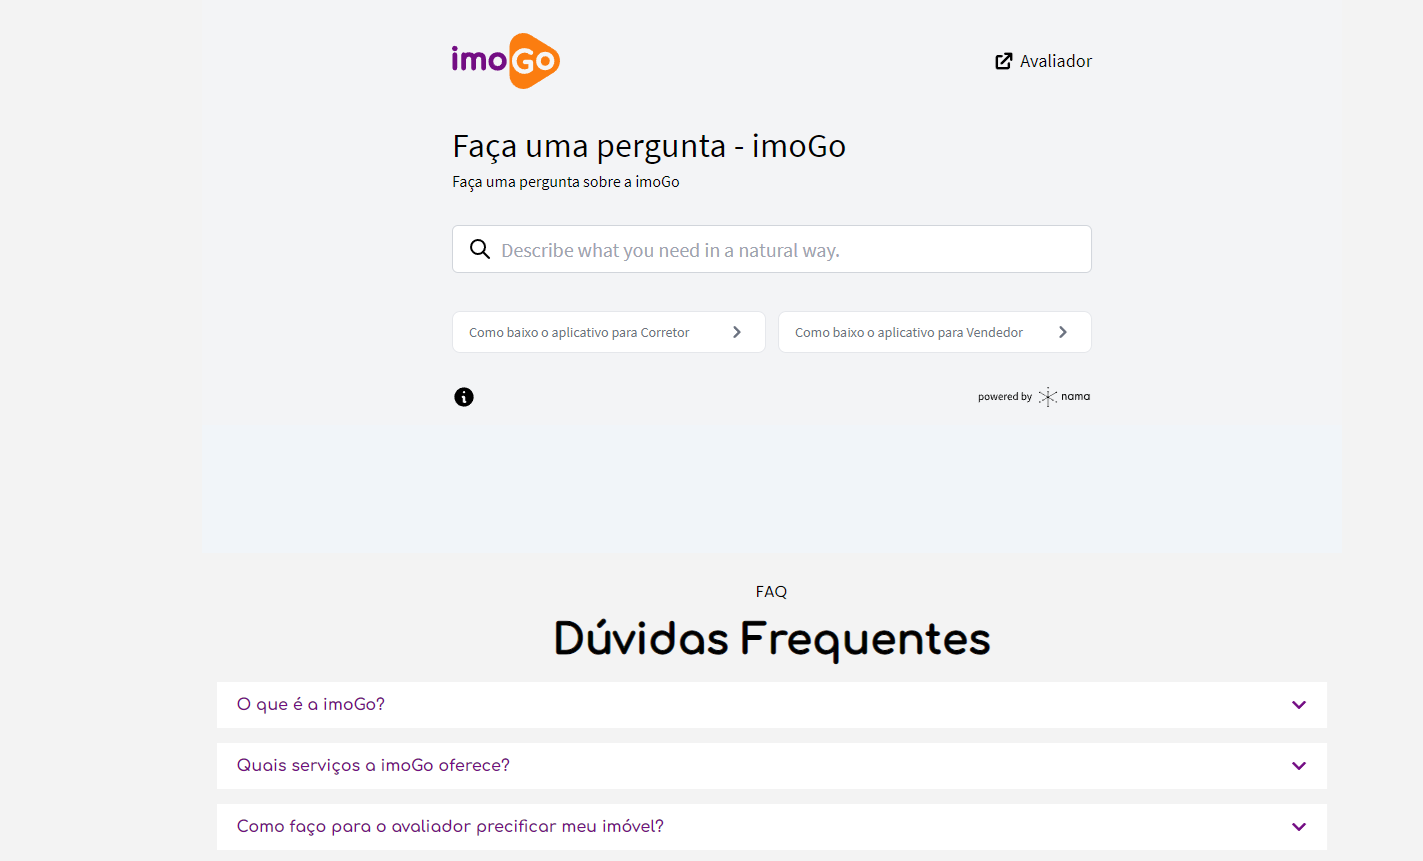 imoGo
Avaliador
Faça uma pergunta - imoGo
Faça uma pergunta sobre a imoGo
Describe what you need in a natural way.
Como baixo o aplicativo para Corretor
Como baixo o aplicativo para Vendedor
powered by nama
FAQ
Dúvidas Frequentes
O que é a imoGo?
Quais serviços a imoGo oferece?
Como faço para o avaliador precificar meu imóvel?